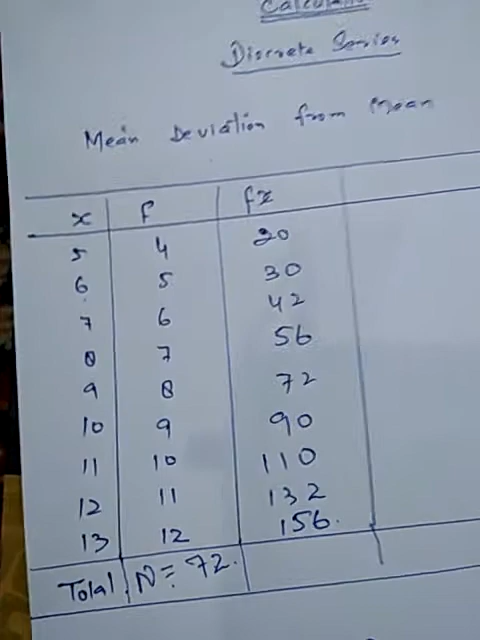 Discrete Series
Mean Deviation from Mean
x f fx
5 4 20
6 5 30
7 6 42
8 7 56
9 8 72
10 9 90
11 10 110
12 11 132
13 12 156.
Total N = 72.